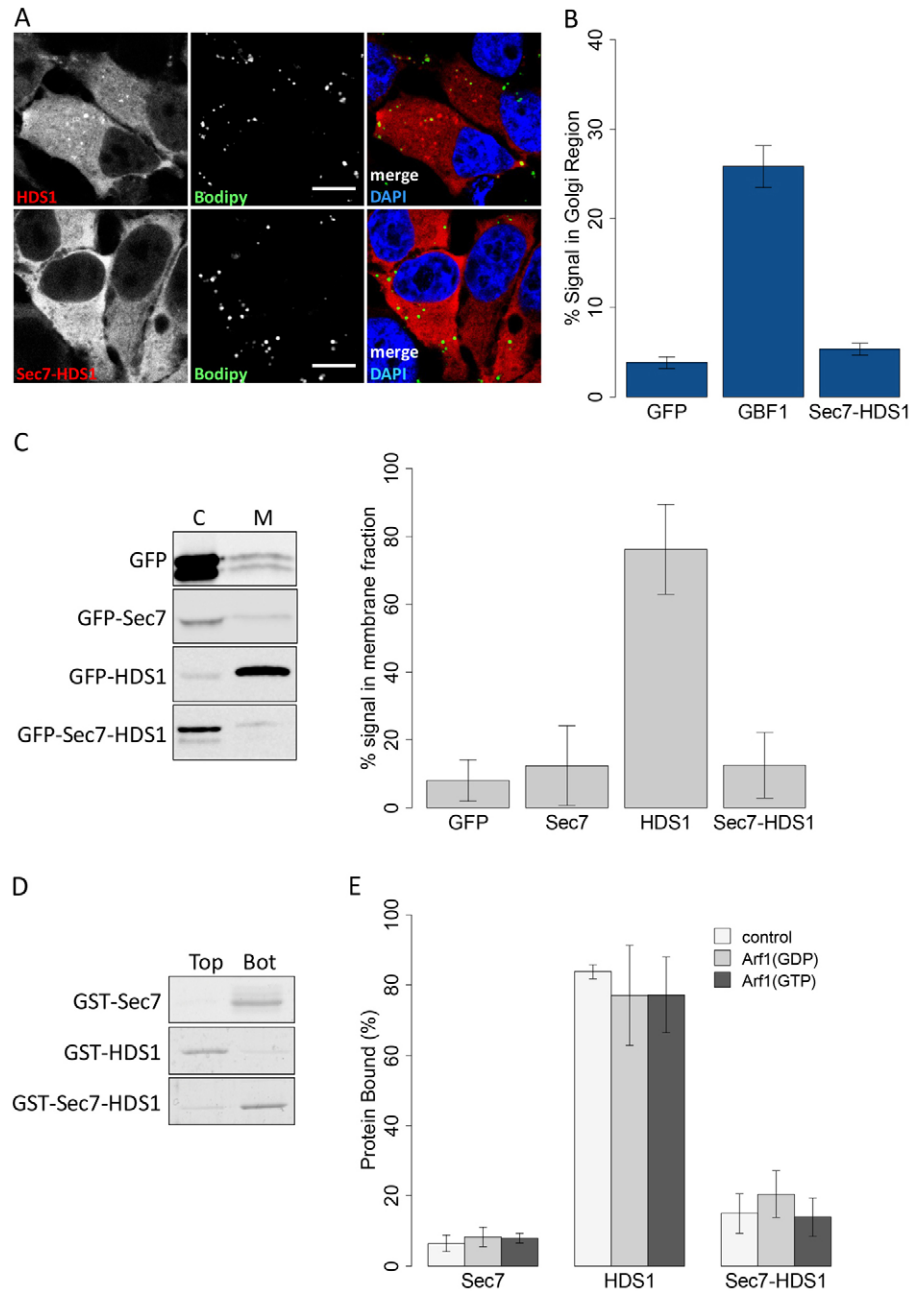 A
HDS1
Bodipy
merge
DAPI
Sec7-HDS1
Bodipy
merge
DAPI
B
% Signal in Golgi Region
40
30
20
10
0
GFP GBF1 Sec7-HDS1
C
C M
GFP
GFP-Sec7
GFP-HDS1
GFP-Sec7-HDS1
% signal in membrane fraction
100
80
60
40
20
0
GFP Sec7 HDS1 Sec7-HDS1
D
Top Bot
GST-Sec7
GST-HDS1
GST-Sec7-HDS1
E
Protein Bound (%)
100
80
60
40
20
0
control
Arf1(GDP)
Arf1(GTP)
Sec7 HDS1 Sec7-HDS1